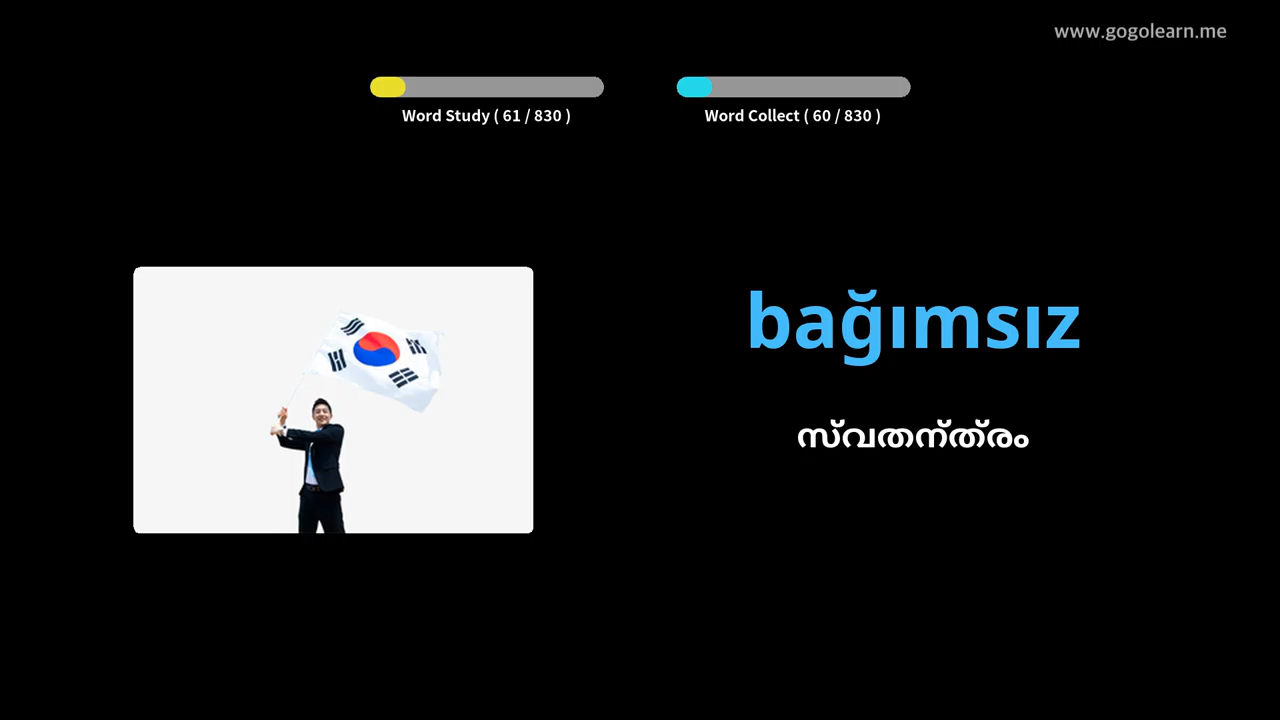 www.gogolearn.me
Word Study ( 61 / 830 )
Word Collect ( 60 / 830 )
bağımsız
സ്വതന്ത്രം